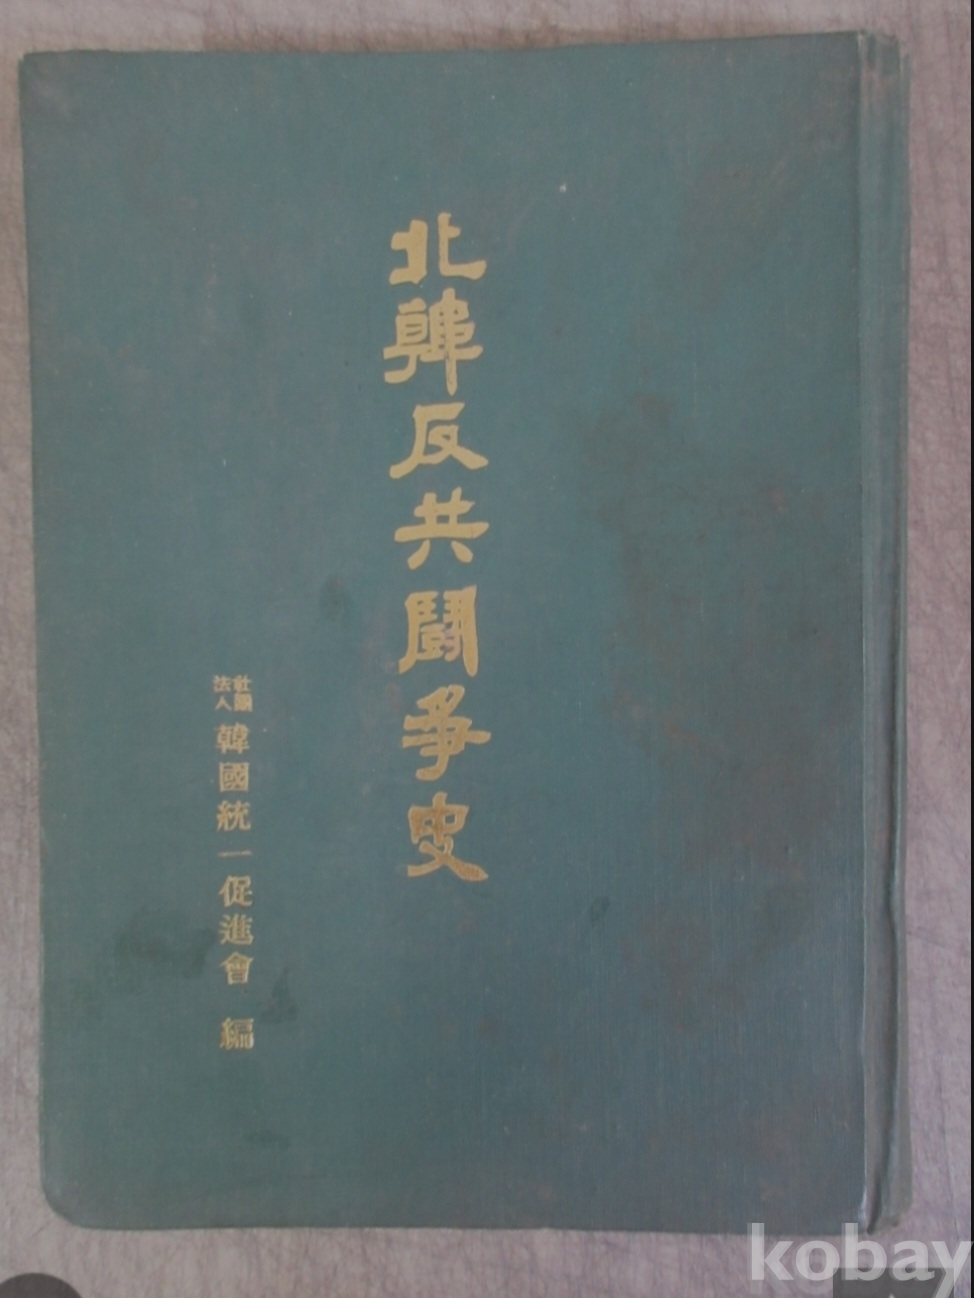 北韓反共鬪爭史
社團法人 韓國統一促進會 編
kobay